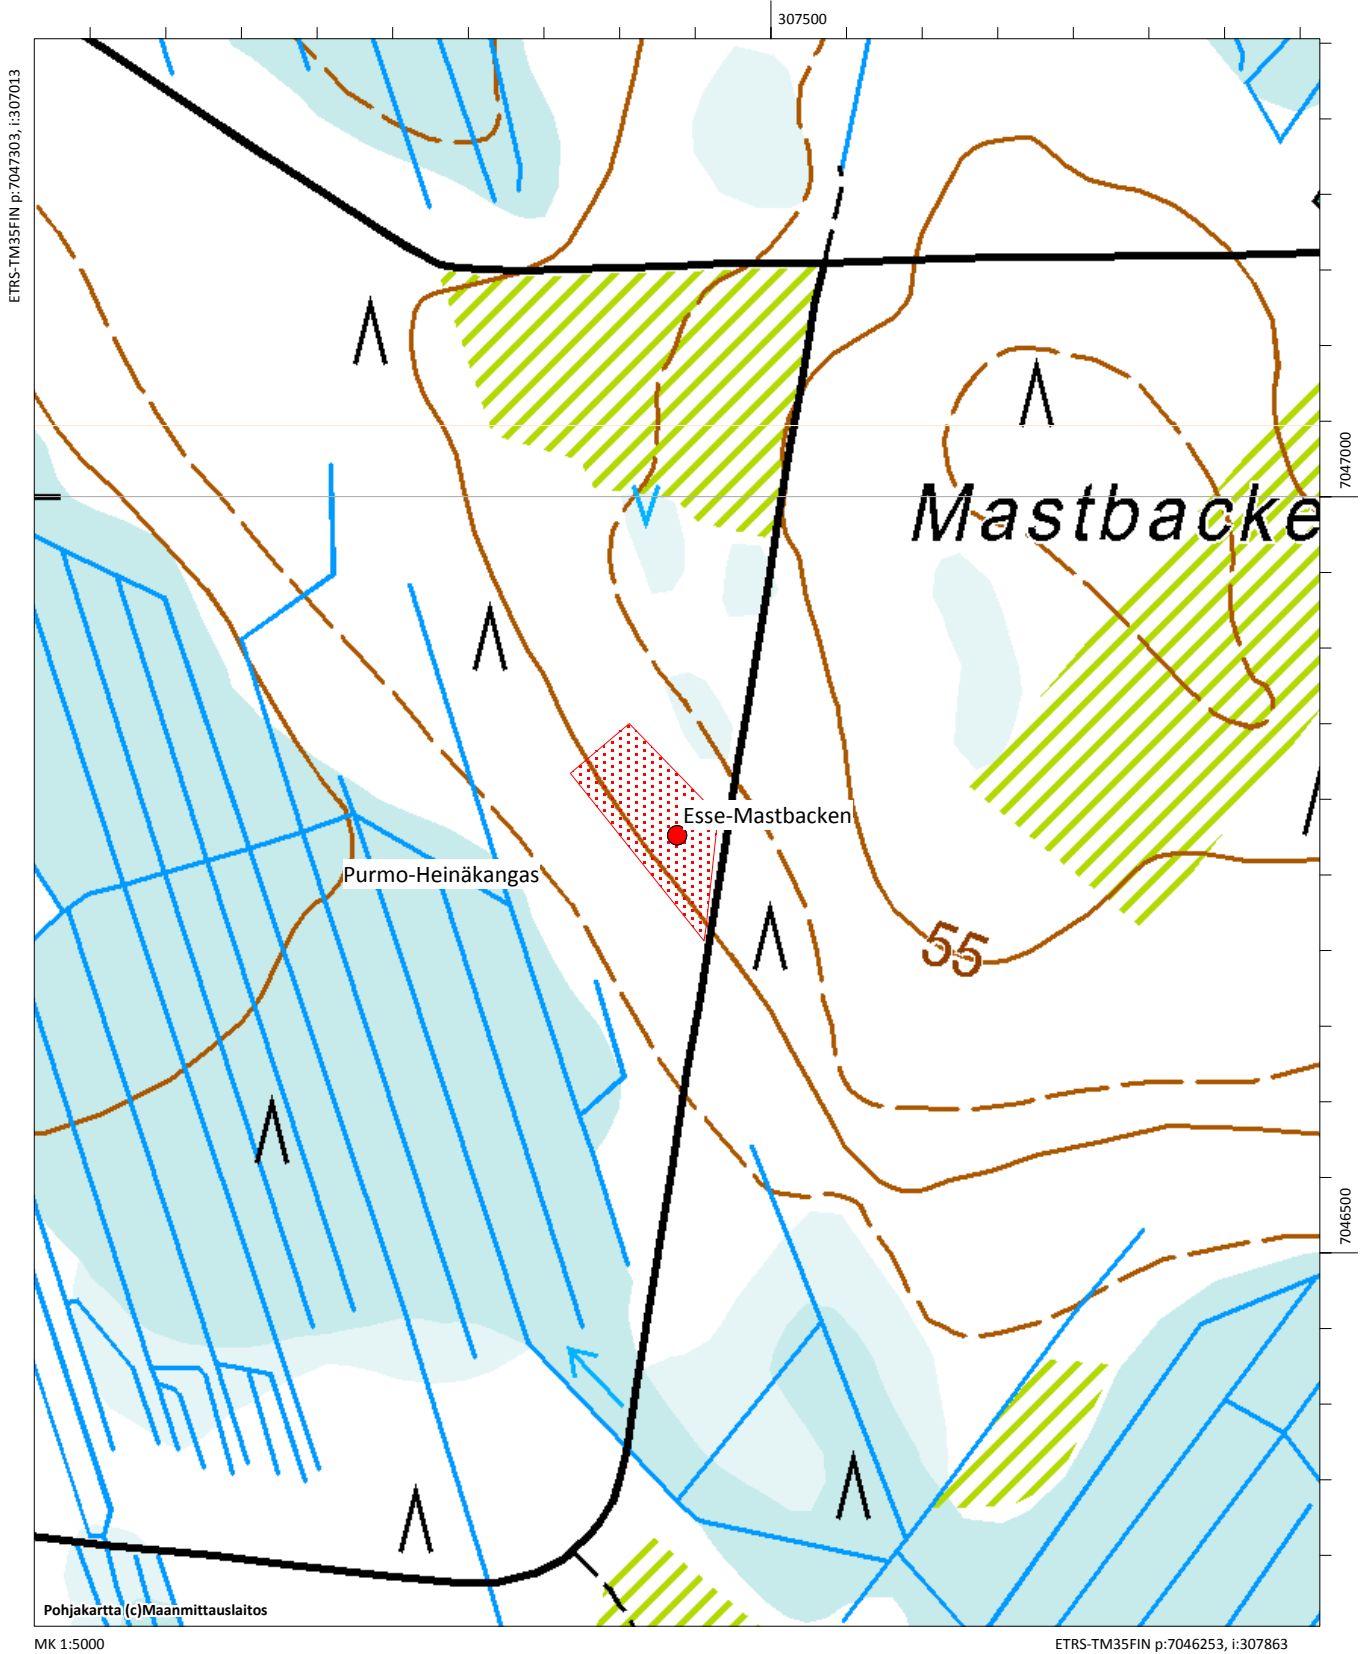 307500
ETRS-TM35FIN p:7047303, i:307013
7047000
Mastbacke
Esse-Mastbacken
Purmo-Heinäkangas
55
7046500
Pohjakartta (c)Maanmittauslaitos
MK 1:5000
ETRS-TM35FIN p:7046253, i:307863